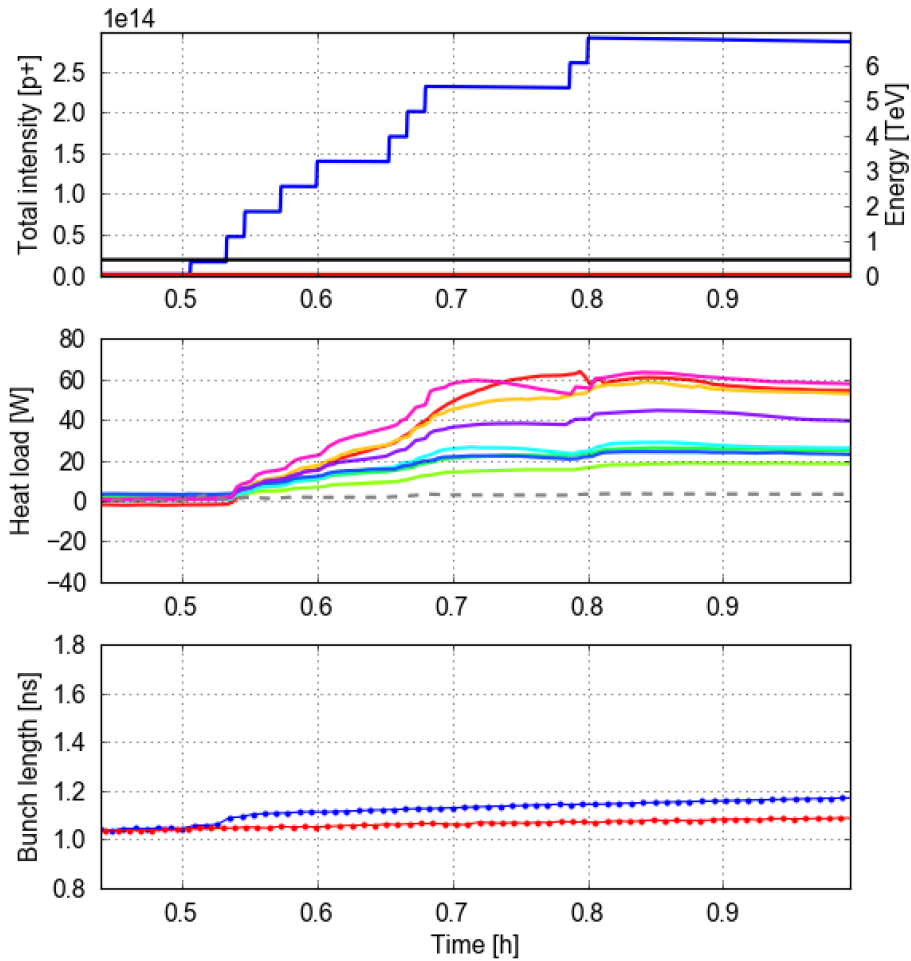 1e14
Total intensity [p+]
2.5
2.0
1.5
1.0
0.5
0.0
6
5
4
3
2
1
0
Energy [TeV]
0.5 0.6 0.7 0.8 0.9
Heat load [W]
80
60
40
20
0
−20
−40
0.5 0.6 0.7 0.8 0.9
Bunch length [ns]
1.8
1.6
1.4
1.2
1.0
0.8
0.5 0.6 0.7 0.8 0.9
Time [h]